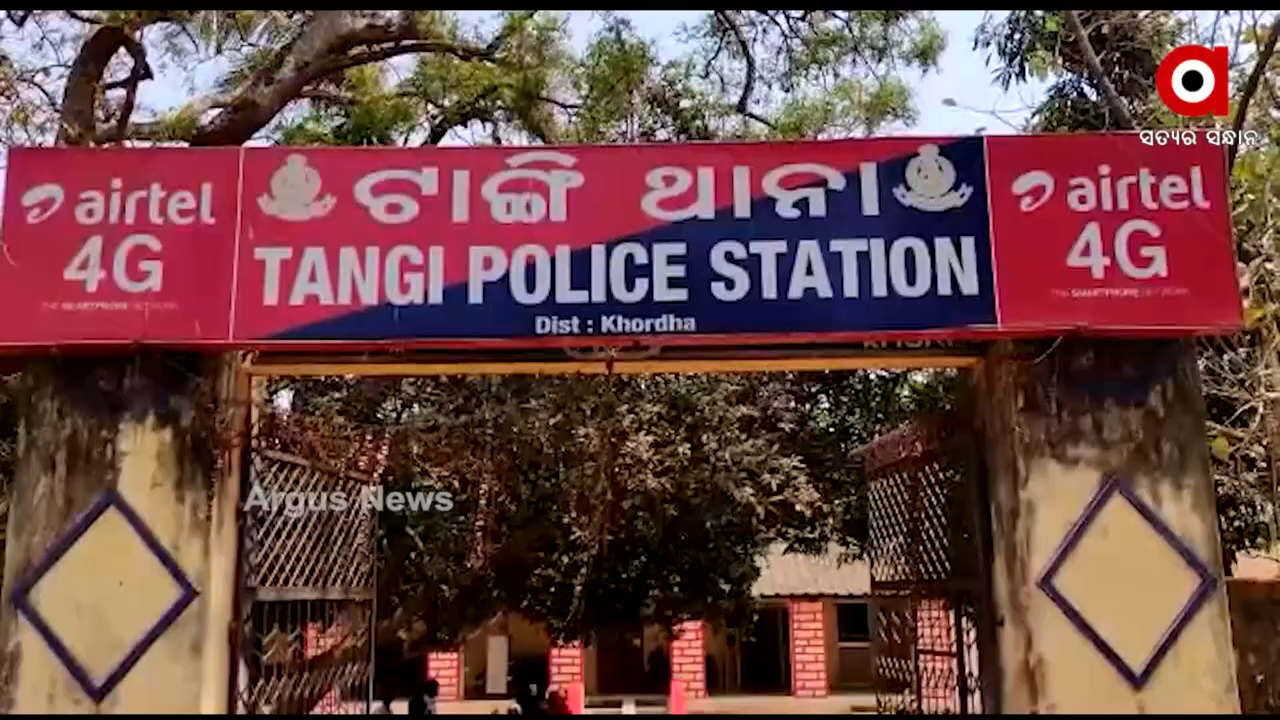 ସତ୍ୟର ସନ୍ଧାନ
airtel
4G
THE SMARTPHONE NETWORK
ଟାଙ୍ଗି ଥାନା
TANGI POLICE STATION
Dist : Khordha
airtel
4G
THE SMARTPHONE NETWORK
Argus News